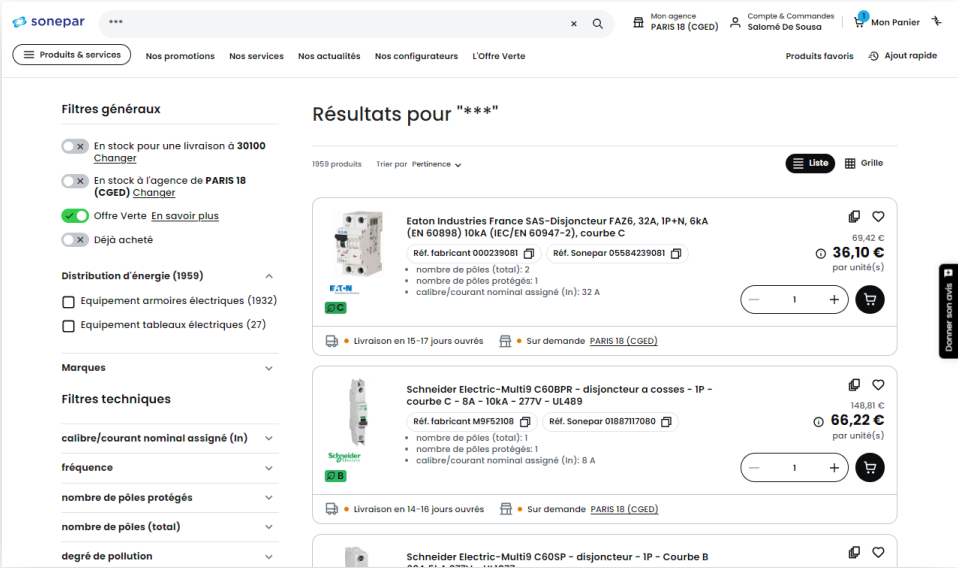 sonepar
***
Mon agence
PARIS 18 (CGED)
Compte & Commandes
Salomé De Sousa
1
Mon Panier
Produits & services
Nos promotions
Nos services
Nos actualités
Nos configurateurs
L'Offre Verte
Produits favoris
Ajout rapide
Filtres généraux
En stock pour une livraison à 30100
Changer
En stock à l'agence de PARIS 18
(CGED) Changer
Offre Verte En savoir plus
Déjà acheté
Distribution d'énergie (1959)
Equipement armoires électriques (1932)
Equipement tableaux électriques (27)
Marques
Filtres techniques
calibre/courant nominal assigné (In)
fréquence
nombre de pôles protégés
nombre de pôles (total)
degré de pollution
Résultats pour "***"
1959 produits
Trier par Pertinence
Liste
Grille
Eaton Industries France SAS-Disjoncteur FAZ6, 32A, 1P+N, 6kA
(EN 60898) 10kA (IEC/EN 60947-2), courbe C
Réf. fabricant 000239081
Réf. Sonepar 05584239081
nombre de pôles (total): 2
nombre de pôles protégés: 1
calibre/courant nominal assigné (In): 32 A
EATON
C
69,42 €
36,10 €
par unité(s)
1
Livraison en 15-17 jours ouvrés
Sur demande PARIS 18 (CGED)
Schneider Electric-Multi9 C60BPR - disjoncteur a cosses - 1P -
courbe C - 8A - 10kA - 277V - UL489
Réf. fabricant M9F52108
Réf. Sonepar 01887117080
nombre de pôles (total): 1
nombre de pôles protégés: 1
calibre/courant nominal assigné (In): 8 A
Schneider
Electric
B
148,81 €
66,22 €
par unité(s)
1
Livraison en 14-16 jours ouvrés
Sur demande PARIS 18 (CGED)
Schneider Electric-Multi9 C60SP - disjoncteur - 1P - Courbe B
Donner son avis